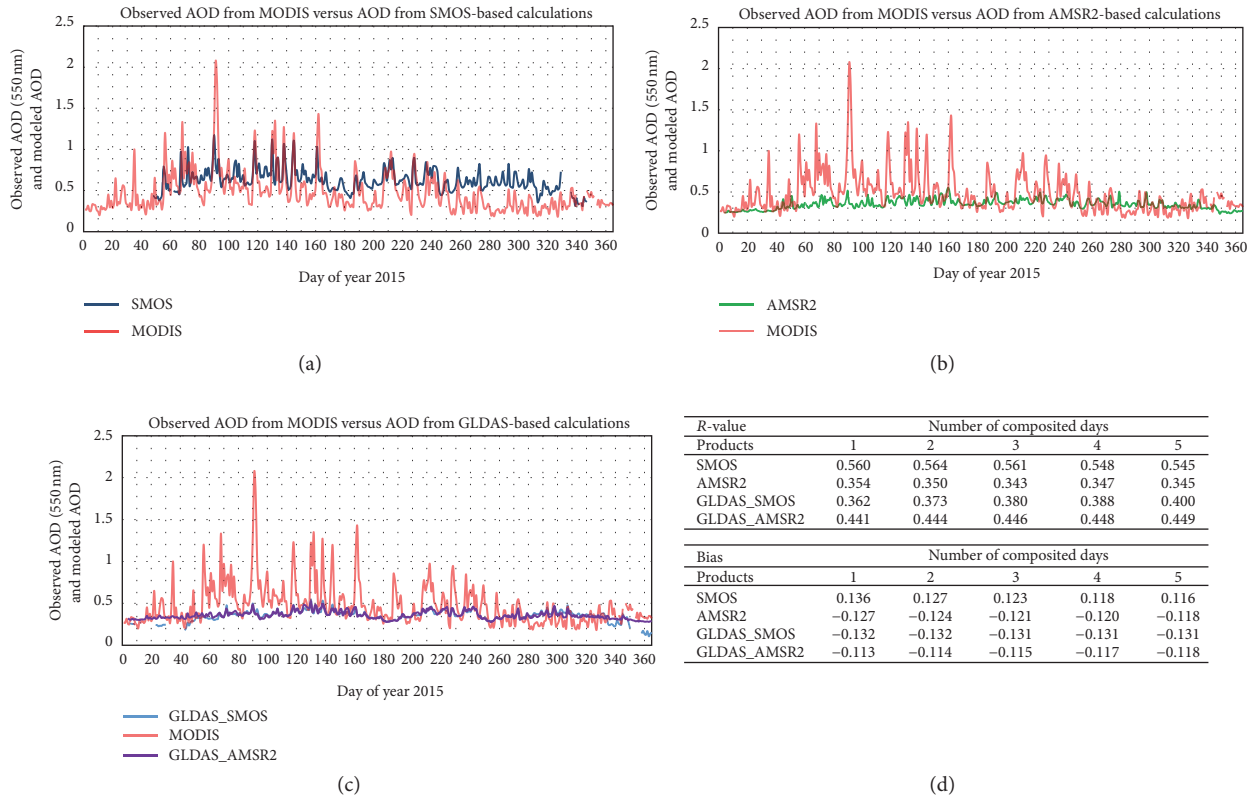 Observed AOD from MODIS versus AOD from SMOS-based calculations
Observed AOD (550 nm)
and modeled AOD
2.5
2
1.5
1
0.5
0
0 20 40 60 80 100 120 140 160 180 200 220 240 260 280 300 320 340 360
Day of year 2015
SMOS
MODIS
(a)
Observed AOD from MODIS versus AOD from AMSR2-based calculations
Observed AOD (550 nm)
and modeled AOD
2.5
2
1.5
1
0.5
0
0 20 40 60 80 100 120 140 160 180 200 220 240 260 280 300 320 340 360
Day of year 2015
AMSR2
MODIS
(b)
Observed AOD from MODIS versus AOD from GLDAS-based calculations
Observed AOD (550 nm)
and modeled AOD
2.5
2
1.5
1
0.5
0
0 20 40 60 80 100 120 140 160 180 200 220 240 260 280 300 320 340 360
Day of year 2015
GLDAS_SMOS
MODIS
GLDAS_AMSR2
(c)
R-value Number of composited days
Products 1 2 3 4 5
SMOS 0.560 0.564 0.561 0.548 0.545
AMSR2 0.354 0.350 0.343 0.347 0.345
GLDAS_SMOS 0.362 0.373 0.380 0.388 0.400
GLDAS_AMSR2 0.441 0.444 0.446 0.448 0.449
Bias Number of composited days
Products 1 2 3 4 5
SMOS 0.136 0.127 0.123 0.118 0.116
AMSR2 −0.127 −0.124 −0.121 −0.120 −0.118
GLDAS_SMOS −0.132 −0.132 −0.131 −0.131 −0.131
GLDAS_AMSR2 −0.113 −0.114 −0.115 −0.117 −0.118
(d)